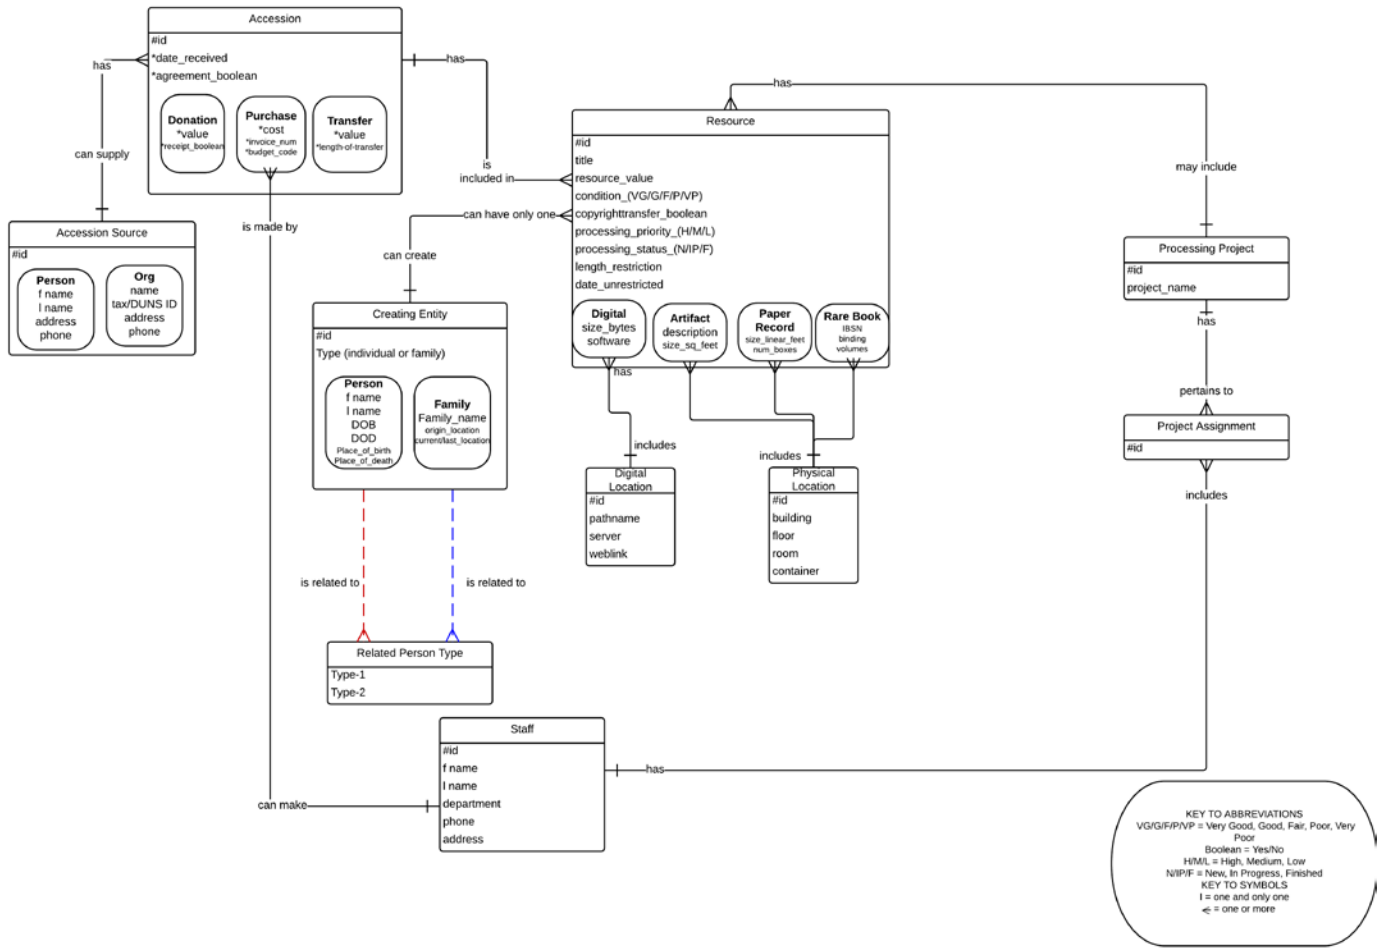 Accession
#id
*date_received
*agreement_boolean
Donation
*value
*receipt_boolean
Purchase
*cost
*invoice_num
*budget_code
Transfer
*value
*length-of-transfer
has
can supply
has
is
included in
is made by
Accession Source
#id
Person
f name
l name
address
phone
Org
name
tax/DUNS ID
address
phone
can have only one
can create
Creating Entity
#id
Type (individual or family)
Person
f name
l name
DOB
DOD
Place_of_birth
Place_of_death
Family
Family_name
origin_location
current/last_location
is related to
is related to
Related Person Type
Type-1
Type-2
Resource
#id
title
resource_value
condition_(VG/G/F/P/VP)
copyrighttransfer_boolean
processing_priority_(H/M/L)
processing_status_(N/IP/F)
length_restriction
date_unrestricted
Digital
size_bytes
software
Artifact
description
size_sq_feet
Paper
Record
size_linear_feet
num_boxes
Rare Book
IBSN
binding
volumes
has
includes
includes
Digital
Location
#id
pathname
server
weblink
Physical
Location
#id
building
floor
room
container
has
may include
Processing Project
#id
project_name
has
pertains to
Project Assignment
#id
includes
Staff
#id
f name
l name
department
phone
address
can make
has
KEY TO ABBREVIATIONS
VG/G/F/P/VP = Very Good, Good, Fair, Poor, Very
Poor
Boolean = Yes/No
H/M/L = High, Medium, Low
N/IP/F = New, In Progress, Finished
KEY TO SYMBOLS
I = one and only one
= one or more